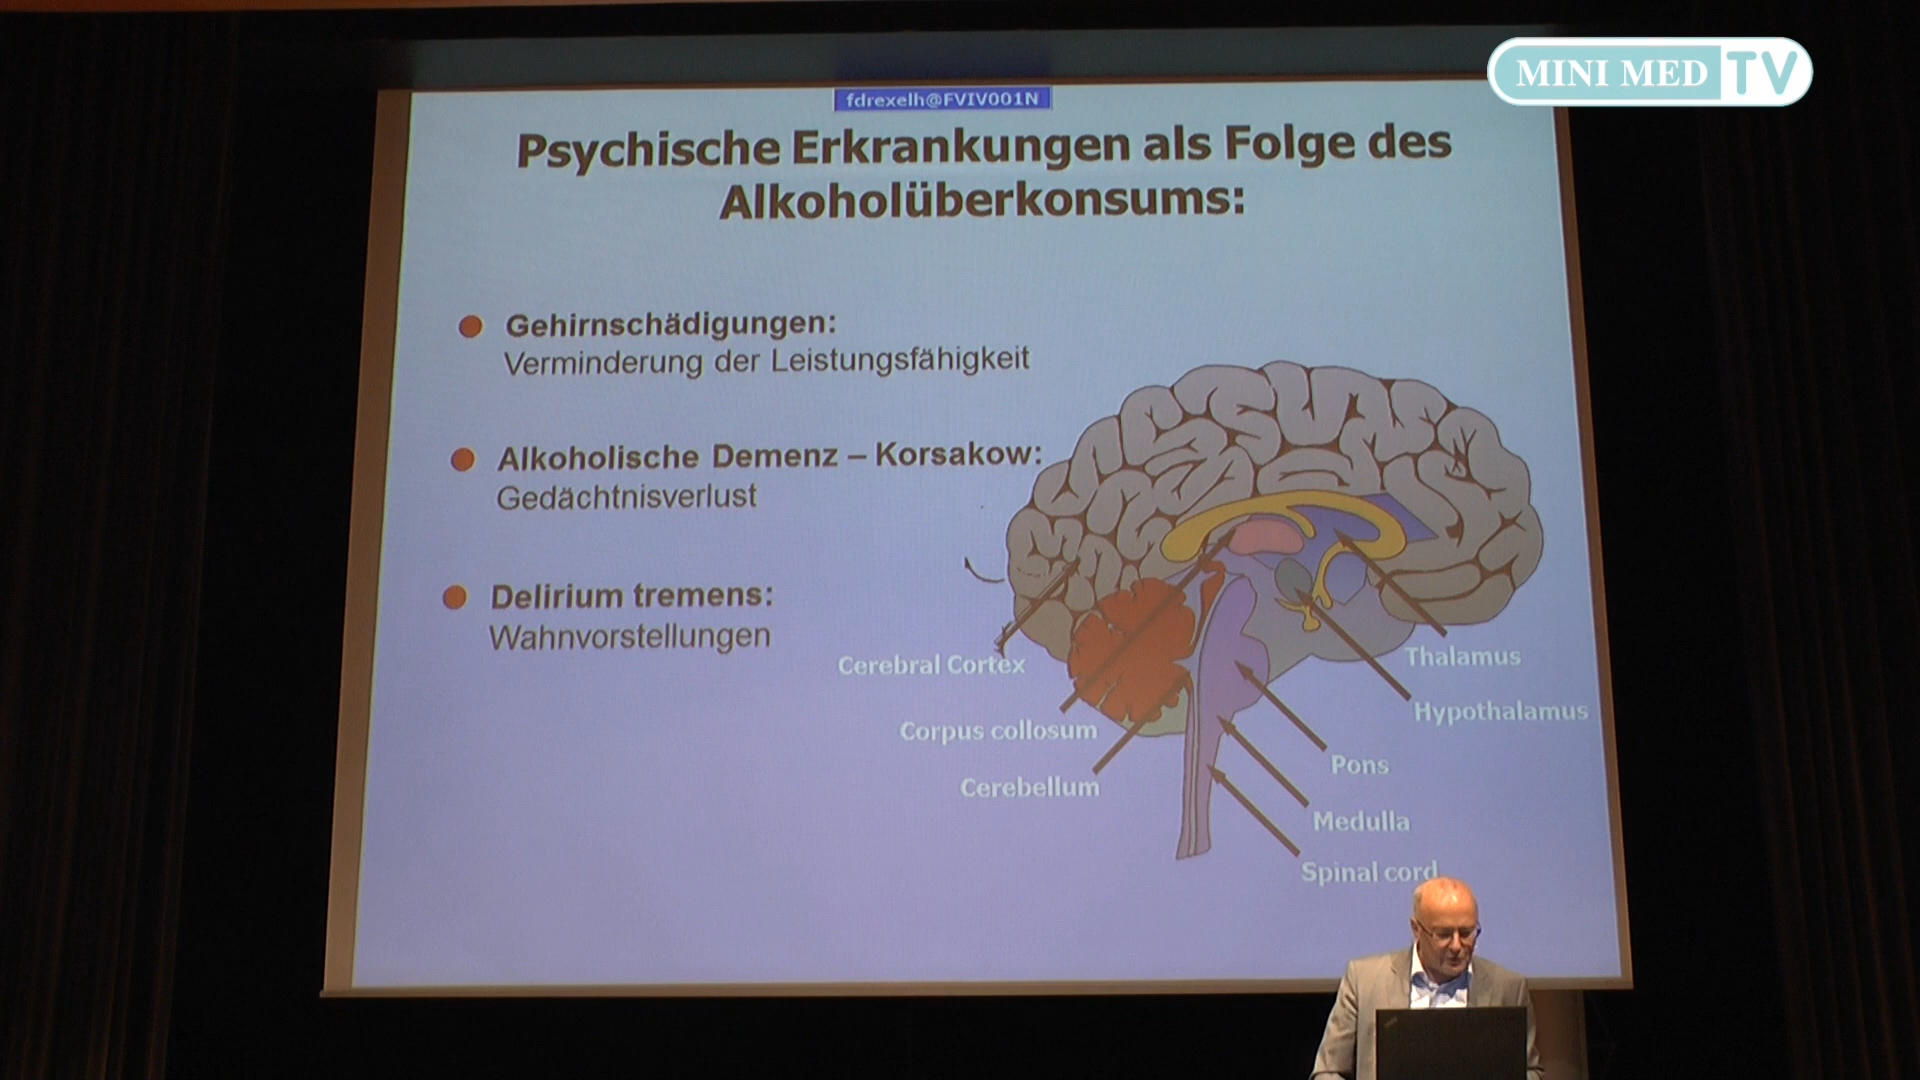 MINI MED TV
fdrexelh@FVIV001N
Psychische Erkrankungen als Folge des
Alkoholüberkonsums:
Gehirnschädigungen:
Verminderung der Leistungsfähigkeit
Alkoholische Demenz – Korsakow:
Gedächtnisverlust
Delirium tremens:
Wahnvorstellungen
Cerebral Cortex
Corpus collosum
Cerebellum
Thalamus
Hypothalamus
Pons
Medulla
Spinal cord